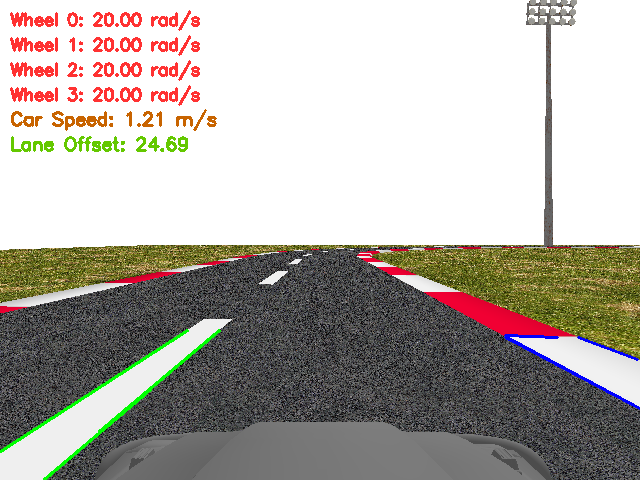 Wheel 0: 20.00 rad/s
Wheel 1: 20.00 rad/s
Wheel 2: 20.00 rad/s
Wheel 3: 20.00 rad/s
Car Speed: 1.21 m/s
Lane Offset: 24.69